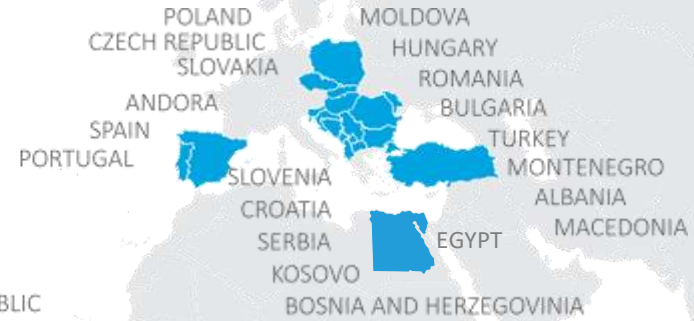 POLAND
CZECH REPUBLIC
SLOVAKIA
ANDORA
SPAIN
PORTUGAL
MOLDOVA
HUNGARY
ROMANIA
BULGARIA
TURKEY
MONTENEGRO
ALBANIA
MACEDONIA
SLOVENIA
CROATIA
SERBIA
KOSOVO
BOSNIA AND HERZEGOVINIA
EGYPT
BLIC